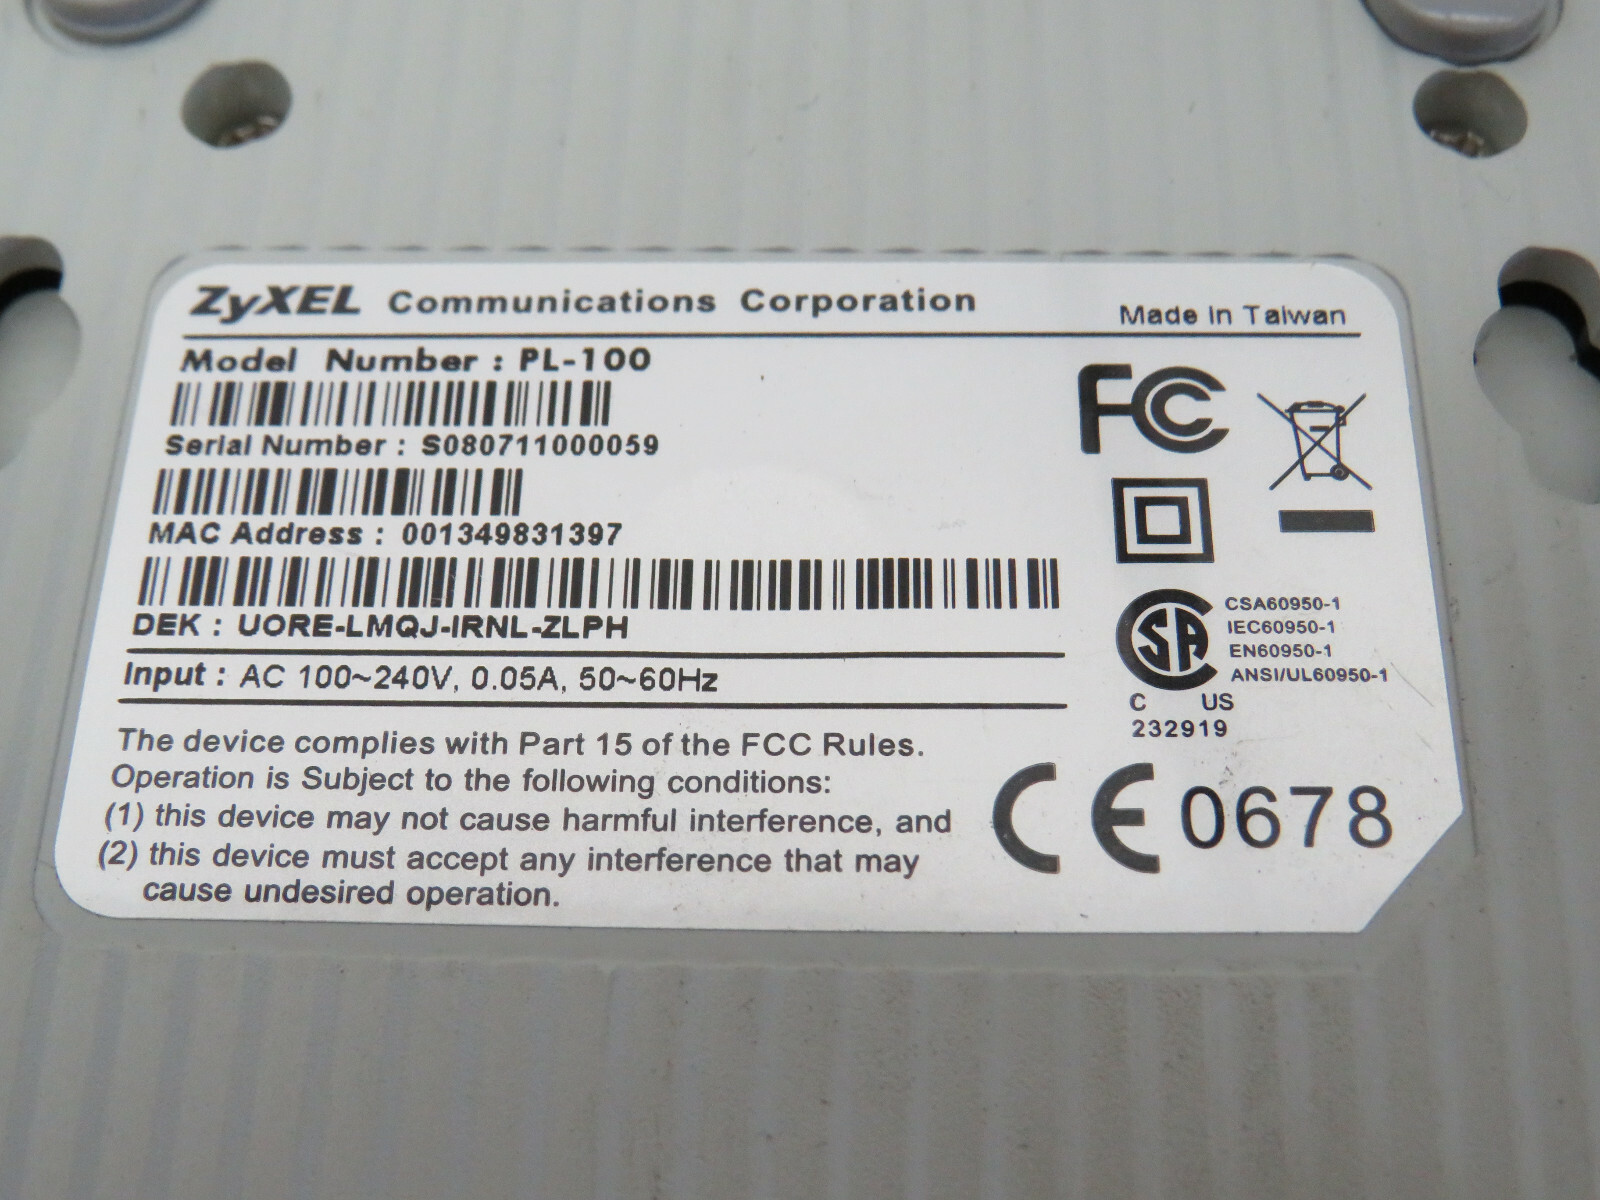 ZyXEL Communications Corporation
Made in Taiwan
Model Number : PL-100
Serial Number : S080711000059
MAC Address : 001349831397
DEK : UORE-LMQJ-IRNL-ZLPH
Input : AC 100~240V, 0.05A, 50~60Hz
The device complies with Part 15 of the FCC Rules.
Operation is Subject to the following conditions:
(1) this device may not cause harmful interference, and
(2) this device must accept any interference that may
cause undesired operation.
FC
SA
CSA60950-1
IEC60950-1
EN60950-1
ANSI/UL60950-1
C US
232919
CE 0678